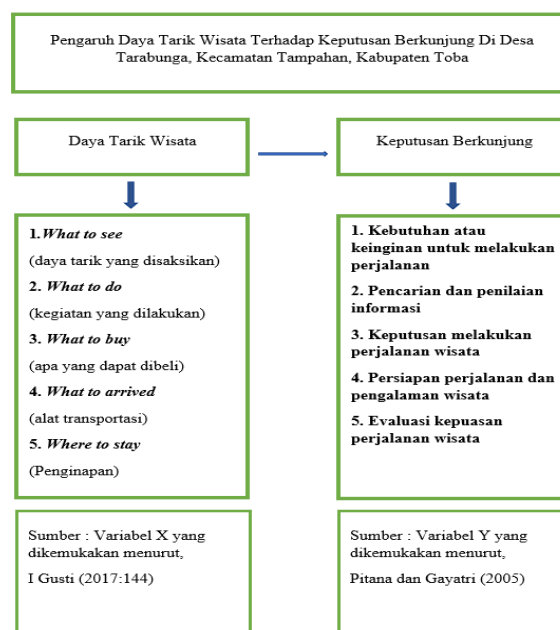 Pengaruh Daya Tarik Wisata Terhadap Keputusan Berkunjung Di Desa
Tarabunga, Kecamatan Tampahan, Kabupaten Toba
Daya Tarik Wisata
Keputusan Berkunjung
1.What to see
(daya tarik yang disaksikan)
2. What to do
(kegiatan yang dilakukan)
3. What to buy
(apa yang dapat dibeli)
4. What to arrived
(alat transportasi)
5. Where to stay
(Penginapan)
1. Kebutuhan atau
keinginan untuk melakukan
perjalanan
2. Pencarian dan penilaian
informasi
3. Keputusan melakukan
perjalanan wisata
4. Persiapan perjalanan dan
pengalaman wisata
5. Evaluasi kepuasan
perjalanan wisata
Sumber : Variabel X yang
dikemukakan menurut,
I Gusti (2017:144)
Sumber : Variabel Y yang
dikemukakan menurut,
Pitana dan Gayatri (2005)